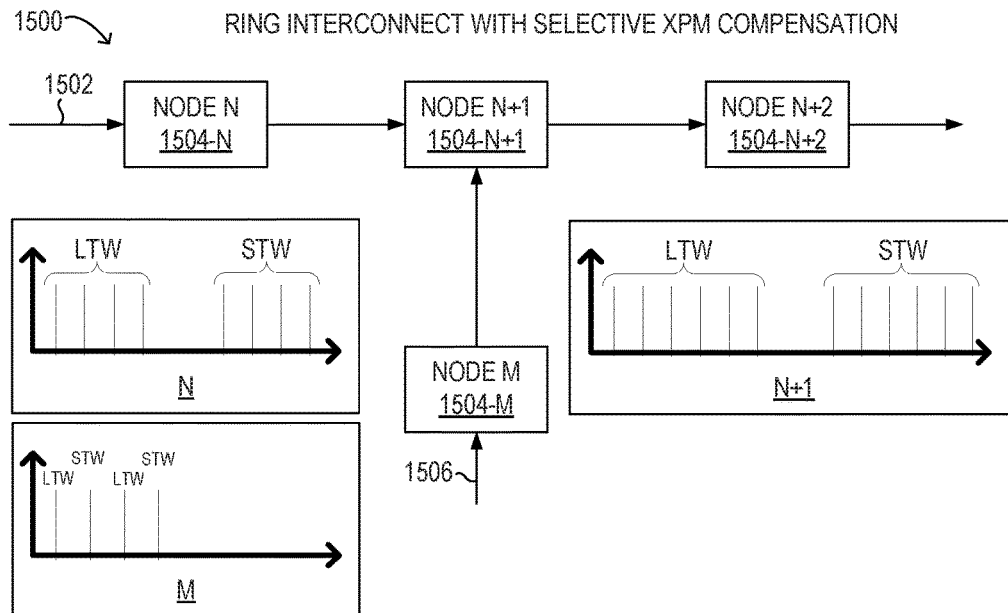 1500
RING INTERCONNECT WITH SELECTIVE XPM COMPENSATION
1502
NODE N
1504-N
NODE N+1
1504-N+1
NODE N+2
1504-N+2
LTW
STW
N
LTW
STW
N+1
NODE M
1504-M
1506
LTW
STW
LTW
STW
M